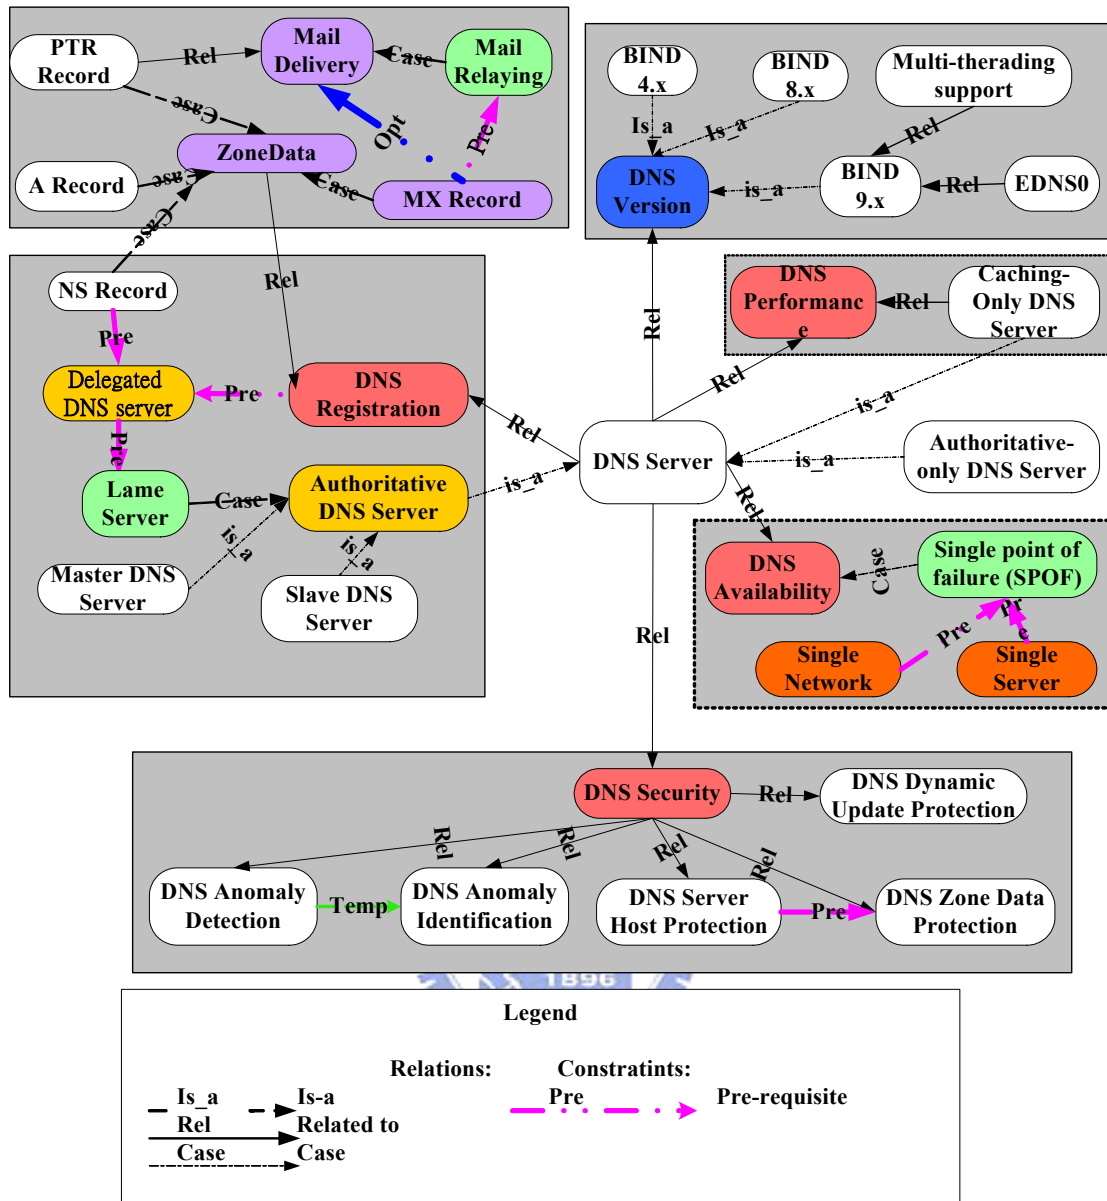 PTR
Record
Rel
Mail
Delivery
Case
Mail
Relaying
Case
Opt
Pre
ZoneData
A Record
Case
Case
MX Record
Case
BIND
4.x
BIND
8.x
Multi-therading
support
Is_a
Is_a
Rel
DNS
Version
is_a
BIND
9.x
Rel
EDNS0
NS Record
Rel
Pre
Delegated
DNS server
Pre
DNS
Registration
Pre
Rel
Lame
Server
Case
Authoritative
DNS Server
is_a
is_a
is_a
Master DNS
Server
Slave DNS
Server
Rel
DNS
Performanc
e
Rel
Caching-
Only DNS
Server
Rel
is_a
DNS Server
is_a
Authoritative-
only DNS Server
Rel
DNS
Availability
Case
Single point of
failure (SPOF)
Pre
Pre
Single
Network
Single
Server
Rel
DNS Security
Rel
DNS Dynamic
Update Protection
Rel
Rel
Rel
Rel
DNS Anomaly
Detection
Temp
DNS Anomaly
Identification
DNS Server
Host Protection
Pre
DNS Zone Data
Protection
1896
Legend
Relations:
Constratints:
Is_a
Is-a
Pre
Pre-requisite
Rel
Related to
Case
Case